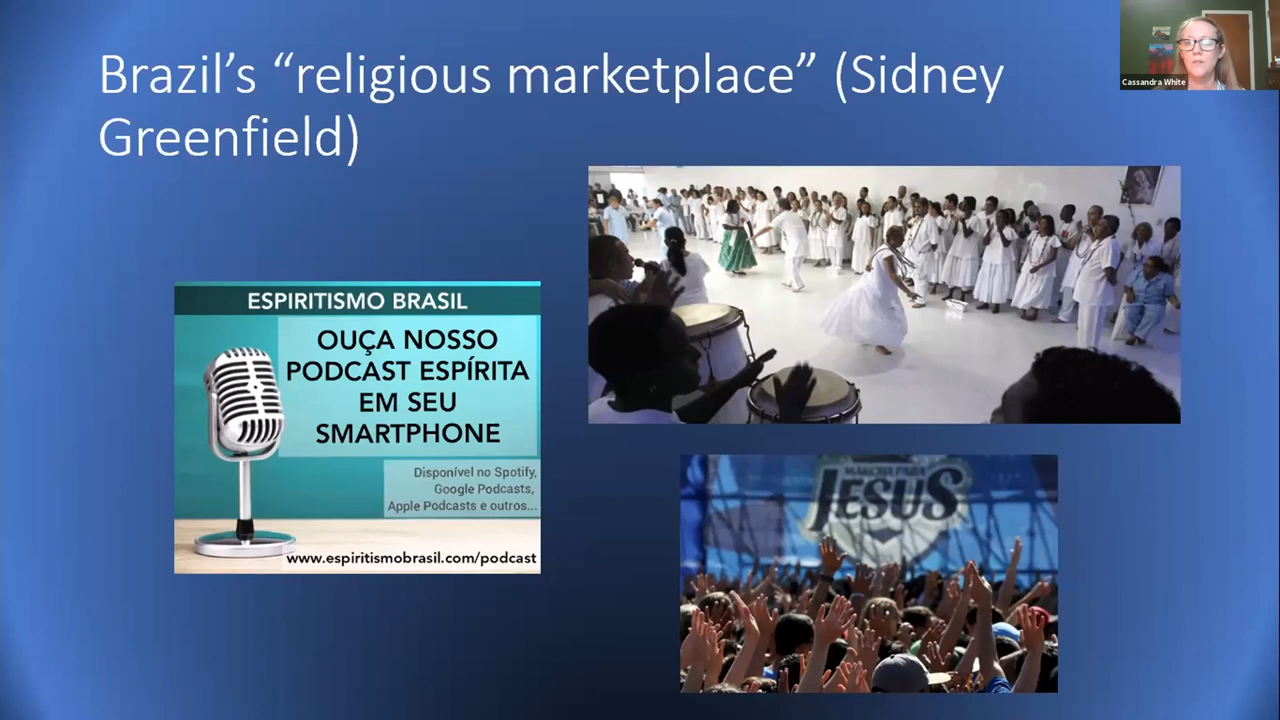 Brazil’s “religious marketplace” (Sidney
Greenfield)
Cassandra White
ESPIRITISMO BRASIL
OUÇA NOSSO
PODCAST ESPÍRITA
EM SEU
SMARTPHONE
Disponível no Spotify,
Google Podcasts,
Apple Podcasts e outros...
www.espiritismobrasil.com/podcast
MARCHA PARA
JESUS